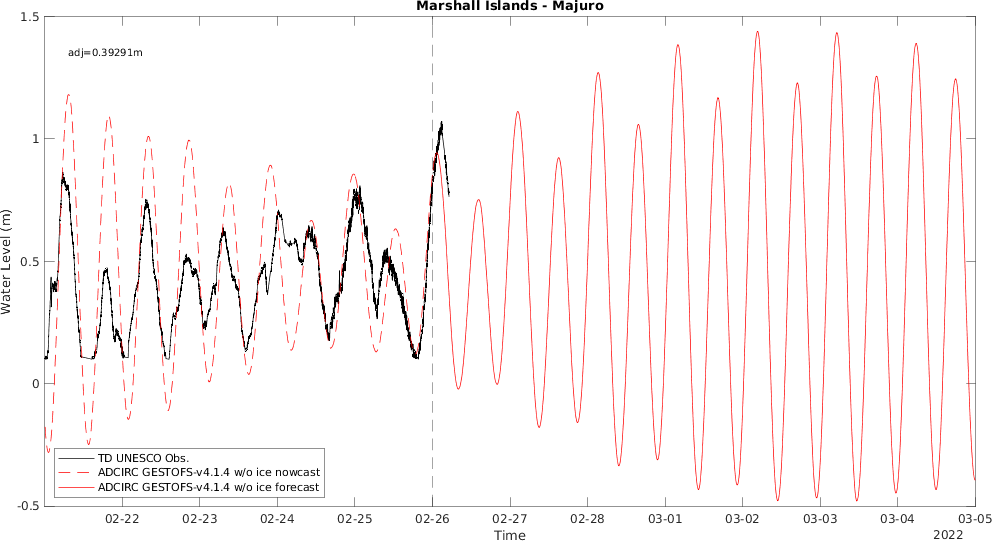 Marshall Islands - Majuro
adj=0.39291m
1.5
1
0.5
0
-0.5
Water Level (m)
TD UNESCO Obs.
ADCIRC GESTOFS-v4.1.4 w/o ice nowcast
ADCIRC GESTOFS-v4.1.4 w/o ice forecast
02-22 02-23 02-24 02-25 02-26 02-27 02-28 03-01 03-02 03-03 03-04 03-05
Time
2022